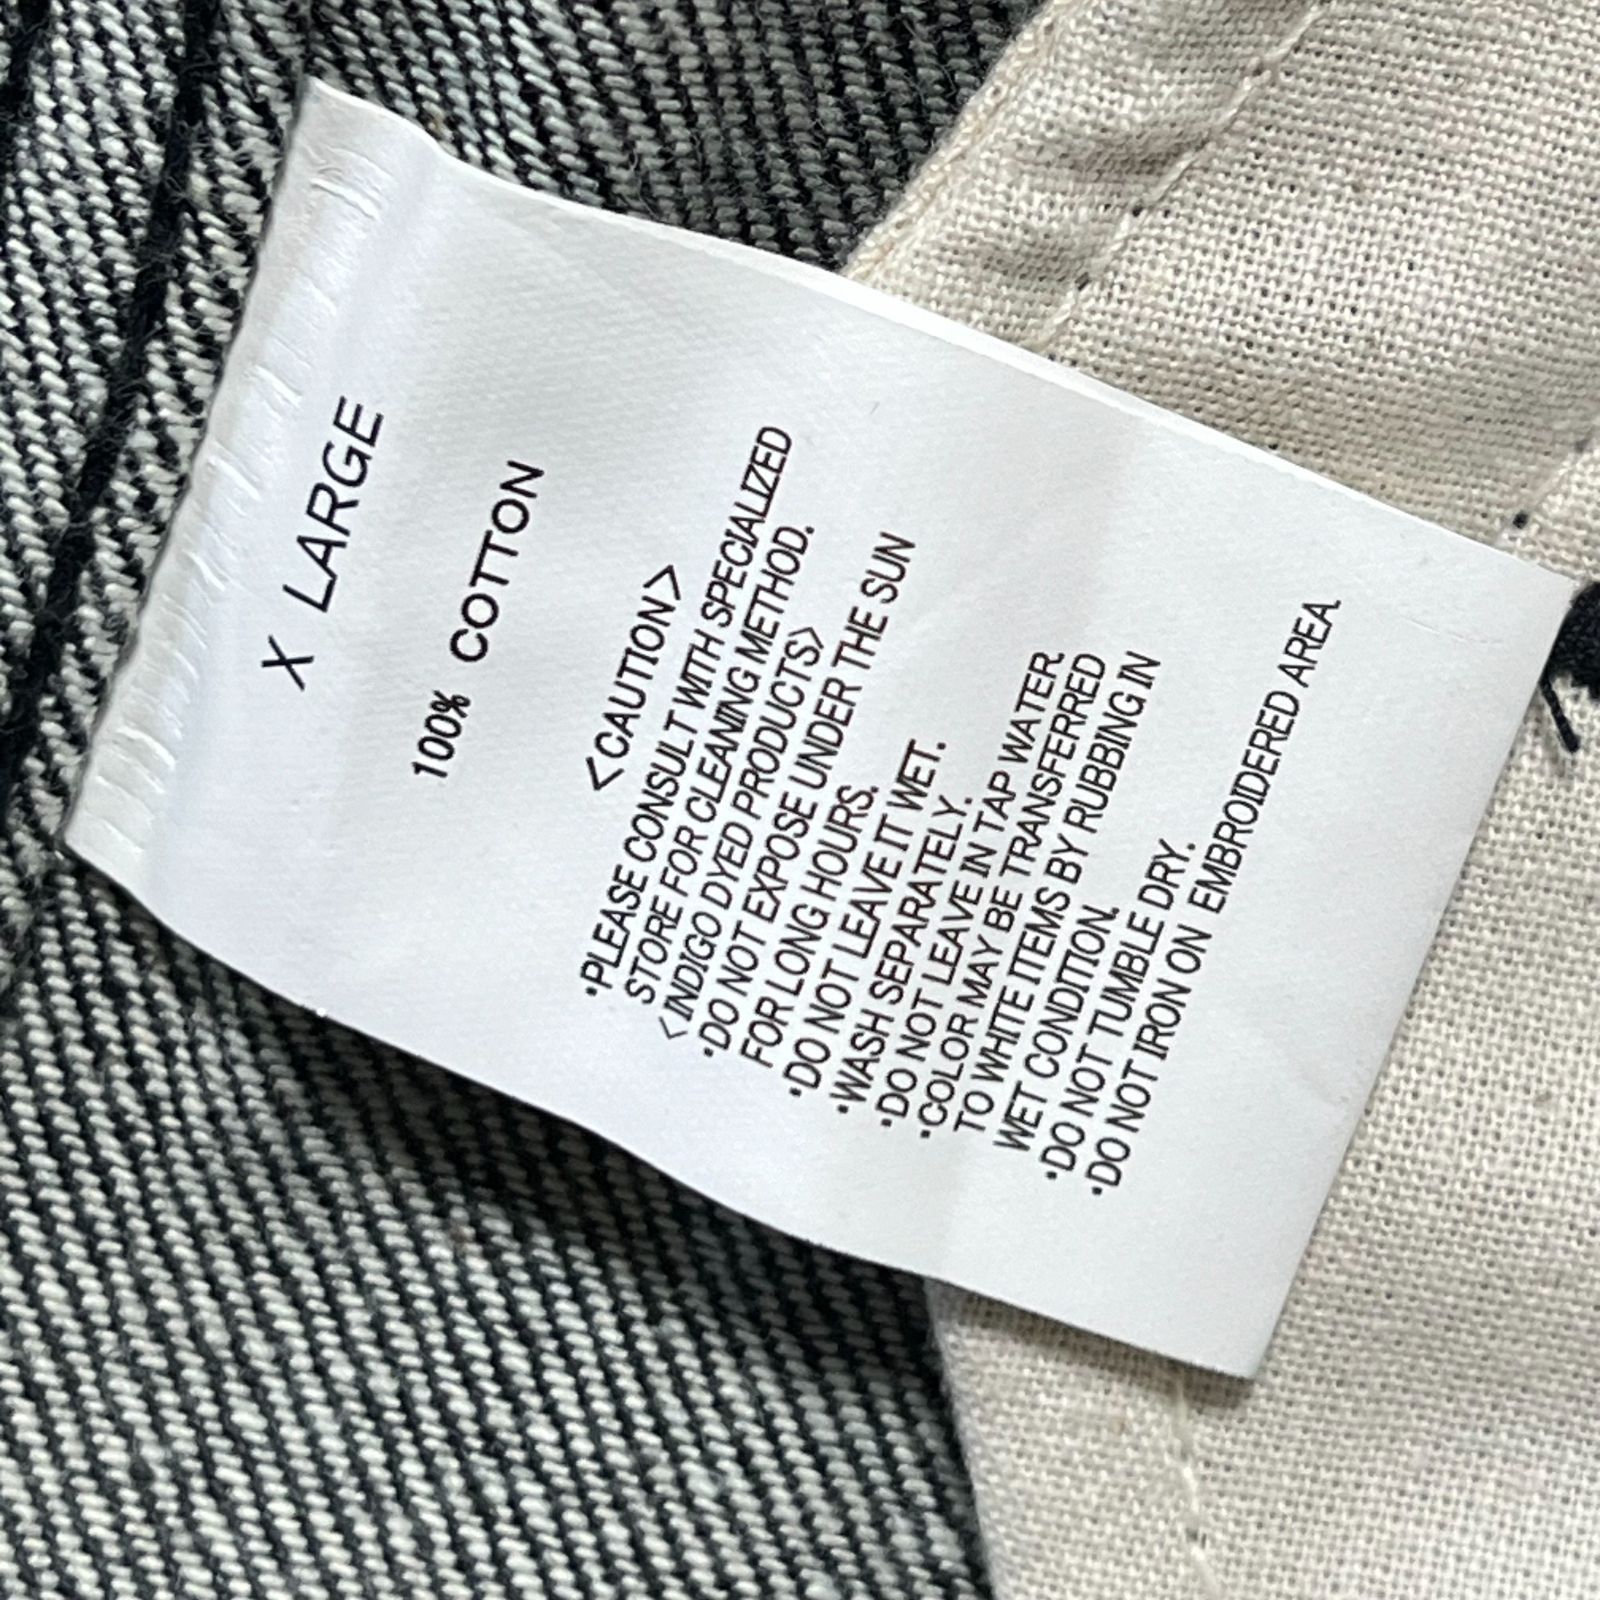 X LARGE
100% COTTON
<CAUTION>
•PLEASE CONSULT WITH SPECIALIZED
STORE FOR CLEANING METHOD.
<INDIGO DYED PRODUCTS>
•DO NOT EXPOSE UNDER THE SUN
FOR LONG HOURS.
•DO NOT LEAVE IT WET.
•WASH SEPARATELY.
•DO NOT LEAVE IN TAP WATER.
•COLOR MAY BE TRANSFERRED
TO WHITE ITEMS BY RUBBING IN
WET CONDITION.
•DO NOT TUMBLE DRY.
•DO NOT IRON ON EMBROIDERED AREA.